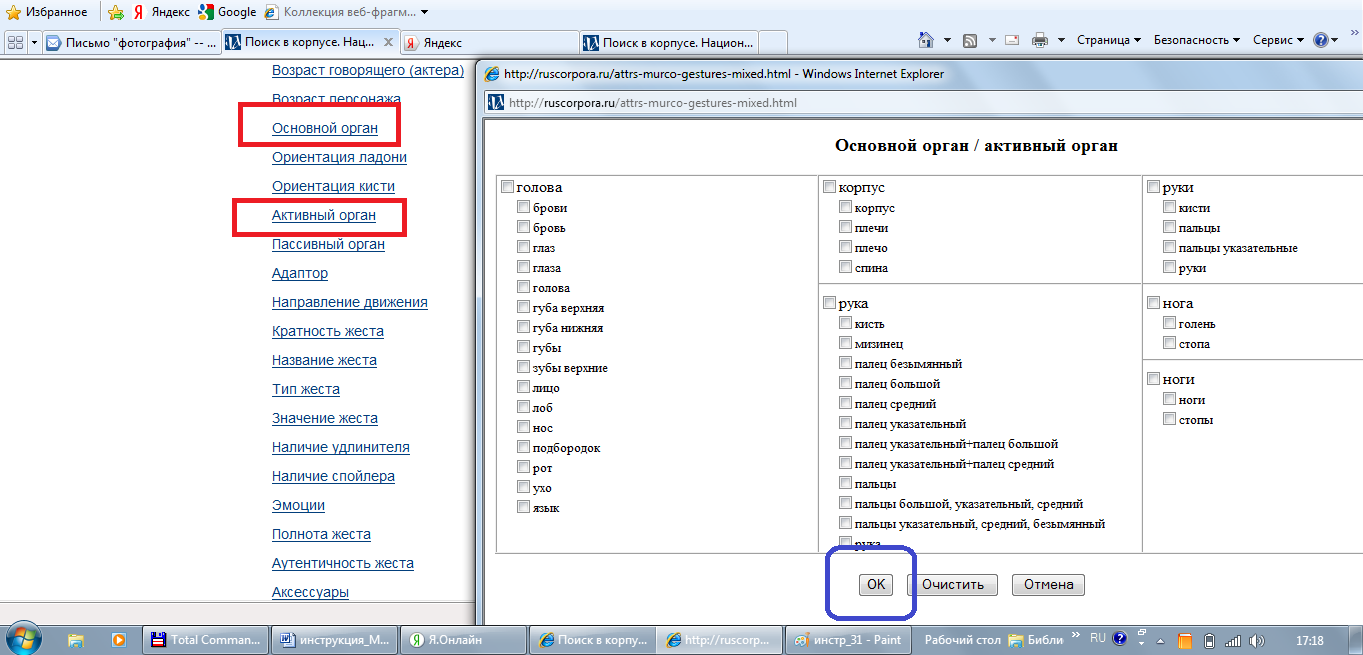 Избранное Яндекс Google Коллекция веб-фрагм...
Письмо "фотография" -- ... Поиск в корпусе. Нац... Яндекс Поиск в корпусе. Национ... Страница Безопасность Сервис
Возраст говорящего (актера)
Возраст персонажа
Основной орган
Ориентация ладони
Ориентация кисти
Активный орган
Пассивный орган
Адаптор
Направление движения
Кратность жеста
Название жеста
Тип жеста
Значение жеста
Наличие удлинителя
Наличие спойлера
Эмоции
Полнота жеста
Аутентичность жеста
Аксессуары
http://ruscorpora.ru/attrs-murco-gestures-mixed.html - Windows Internet Explorer
http://ruscorpora.ru/attrs-murco-gestures-mixed.html
Основной орган / активный орган
голова
брови
бровь
глаз
глаза
голова
губа верхняя
губа нижняя
губы
зубы верхние
лицо
лоб
нос
подбородок
рот
ухо
язык
корпус
корпус
плечи
плечо
спина
рука
кисть
мизинец
палец безымянный
палец большой
палец средний
палец указательный
палец указательный+палец большой
палец указательный+палец средний
пальцы
пальцы большой, указательный, средний
пальцы указательный, средний, безымянный
рука
руки
кисти
пальцы
пальцы указательные
руки
нога
голень
стопа
ноги
ноги
стопы
OK Очистить Отмена
Total Comman... инструкция_М... Я.Онлайн Поиск в корпу... http://ruscorp... инстр_31 - Paint Рабочий стол Библи RU 17:18